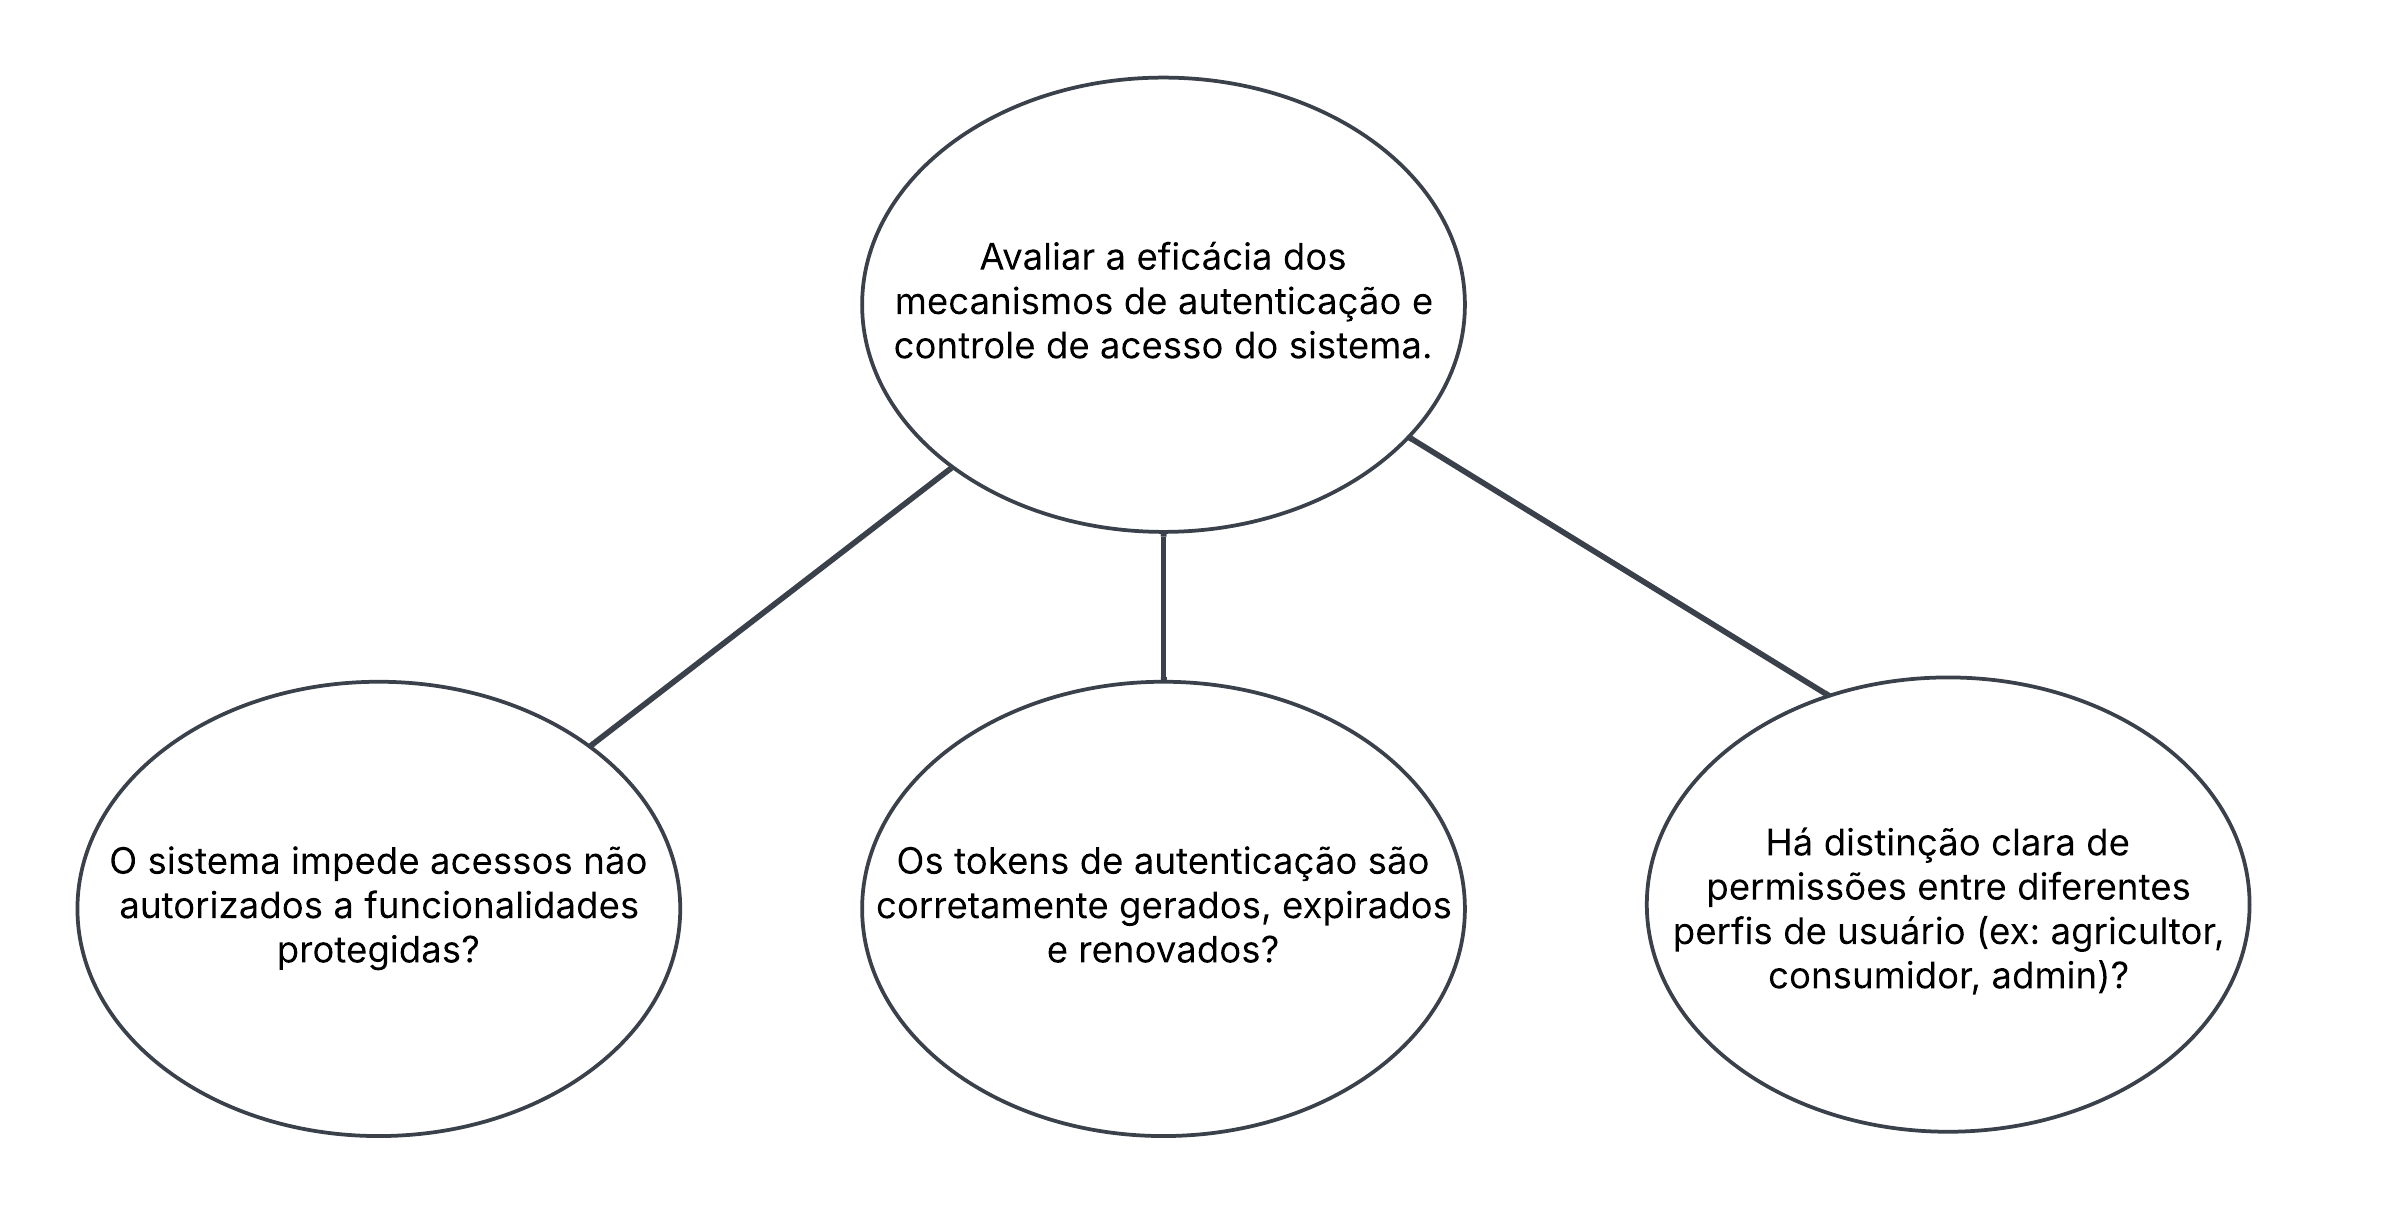 Avaliar a eficácia dos
mecanismos de autenticação e
controle de acesso do sistema.
O sistema impede acessos não
autorizados a funcionalidades
protegidas?
Os tokens de autenticação são
corretamente gerados, expirados
e renovados?
Há distinção clara de
permissões entre diferentes
perfis de usuário (ex: agricultor,
consumidor, admin)?